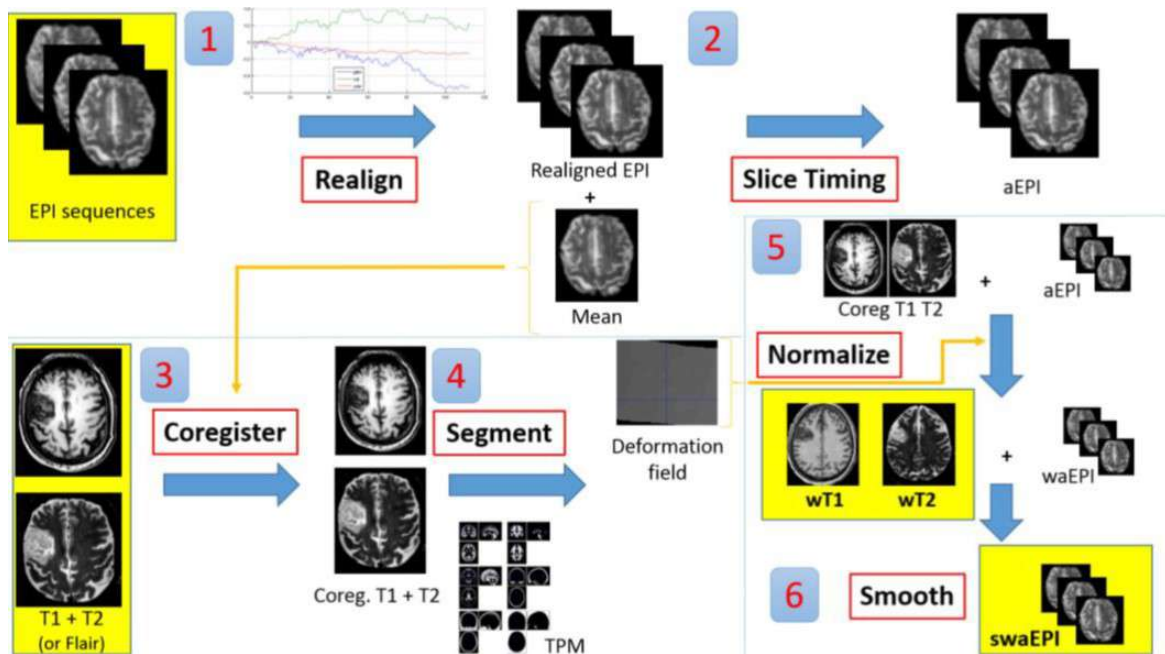 1
2
Realign
Realigned EPI
+
Slice Timing
aEPI
EPI sequences
Mean
5
Coreg T1 T2
+
aEPI
3
4
Normalize
Coregister
Segment
Deformation
field
wT1
wT2
+
waEPI
T1 + T2
(or Flair)
Coreg. T1 + T2
TPM
6
Smooth
swaEPI